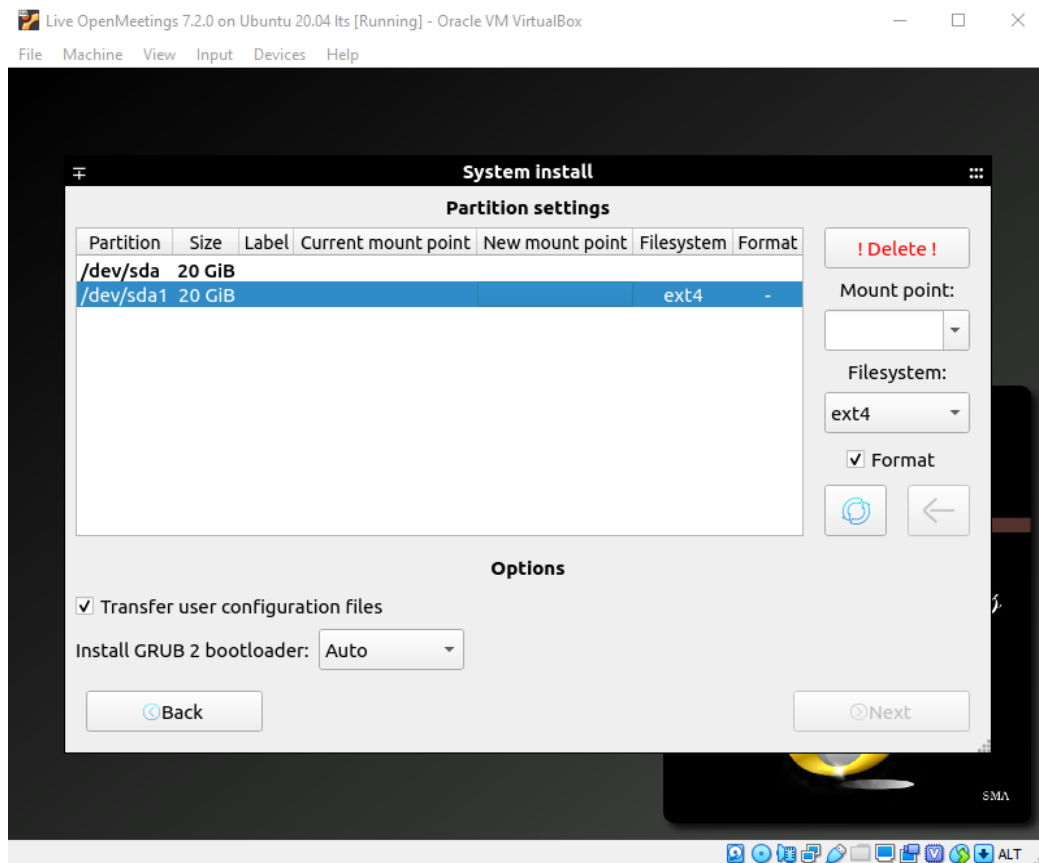 Live OpenMeetings 7.2.0 on Ubuntu 20.04 lts [Running] - Oracle VM VirtualBox
File Machine View Input Devices Help
System install
Partition settings
Partition Size Label Current mount point New mount point Filesystem Format
/dev/sda 20 GiB
/dev/sda1 20 GiB ext4 -
! Delete !
Mount point:
Filesystem:
ext4
Format
Options
Transfer user configuration files
Install GRUB 2 bootloader: Auto
Back
Next
SMA
ALT